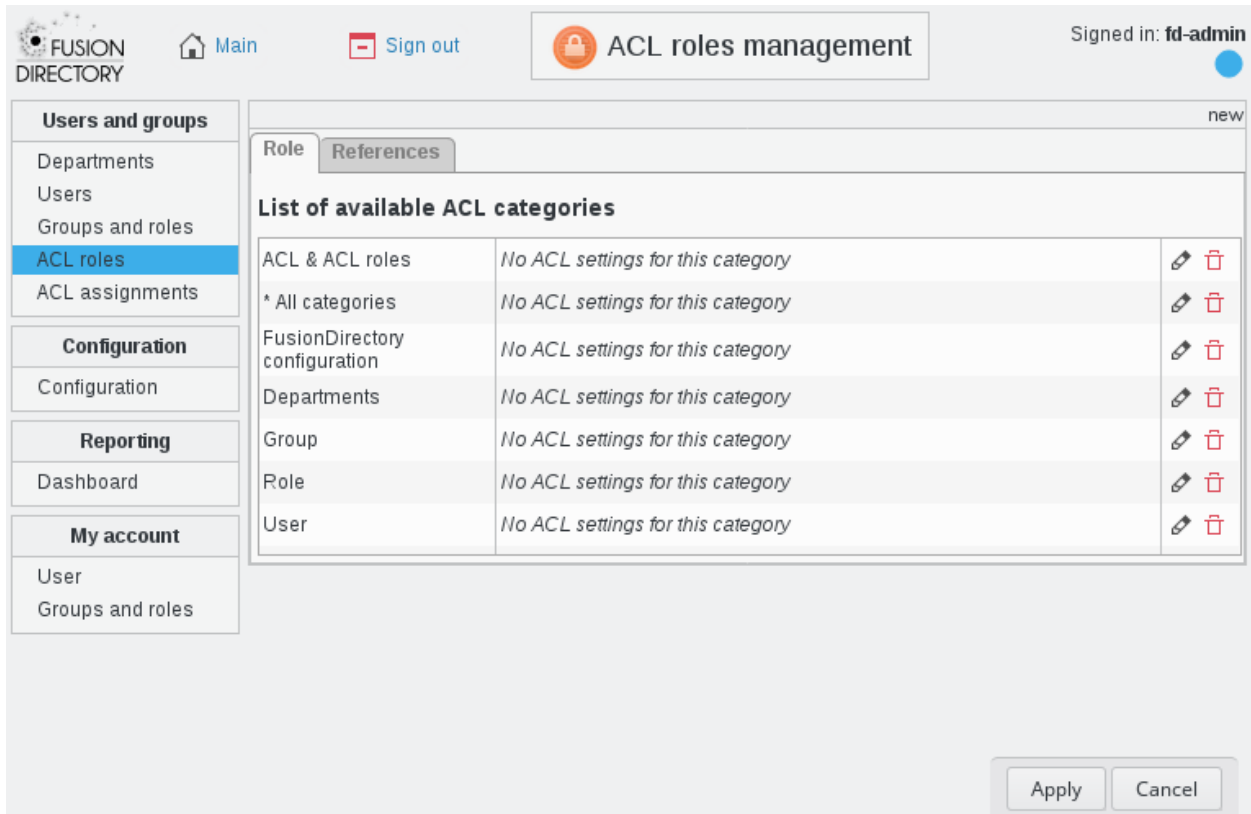 FUSION
DIRECTORY
Main
Sign out
ACL roles management
Signed in: fd-admin
Users and groups
Departments
Users
Groups and roles
ACL roles
ACL assignments
Configuration
Configuration
Reporting
Dashboard
My account
User
Groups and roles
new
Role References
List of available ACL categories
ACL & ACL roles No ACL settings for this category
* All categories No ACL settings for this category
FusionDirectory
configuration No ACL settings for this category
Departments No ACL settings for this category
Group No ACL settings for this category
Role No ACL settings for this category
User No ACL settings for this category
Apply Cancel